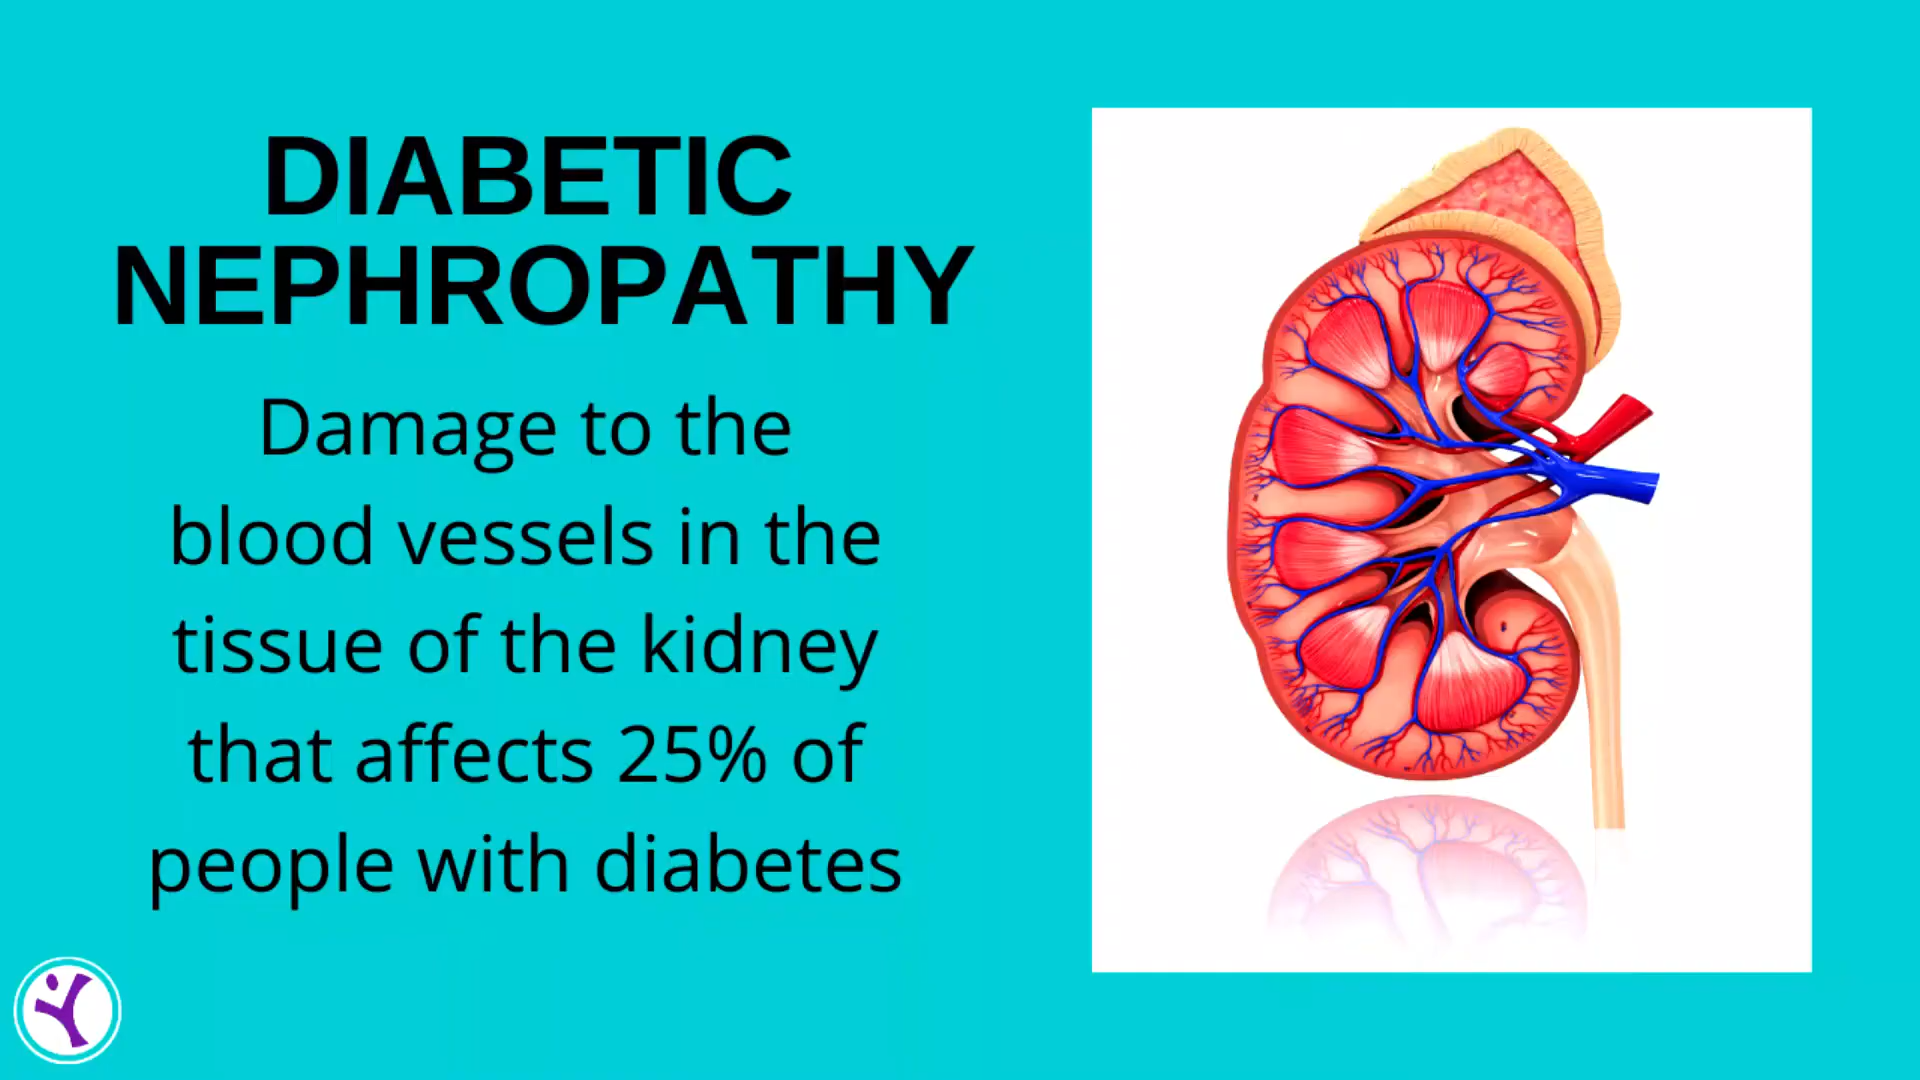 DIABETIC
NEPHROPATHY
Damage to the
blood vessels in the
tissue of the kidney
that affects 25% of
people with diabetes